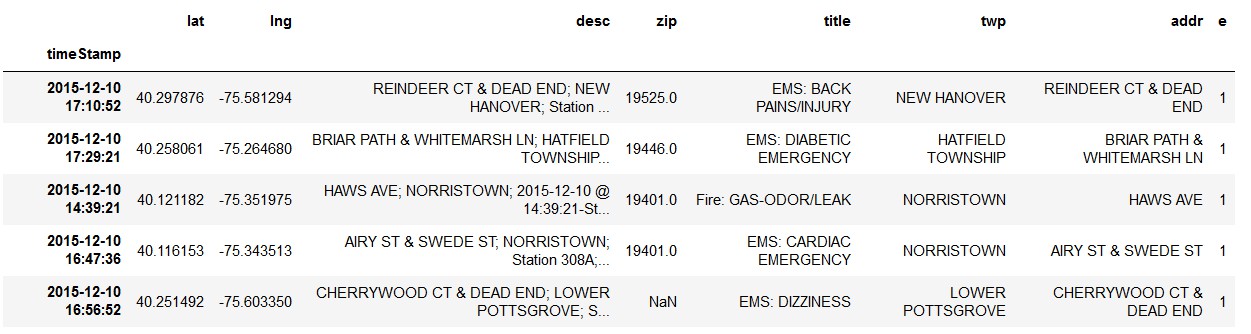 lat lng desc zip title twp addr e
timeStamp
2015-12-10 17:10:52 40.297876 -75.581294 REINDEER CT & DEAD END; NEW HANOVER; Station ... 19525.0 EMS: BACK PAINS/INJURY NEW HANOVER REINDEER CT & DEAD END 1
2015-12-10 17:29:21 40.258061 -75.264680 BRIAR PATH & WHITEMARSH LN; HATFIELD TOWNSHIP... 19446.0 EMS: DIABETIC EMERGENCY HATFIELD TOWNSHIP BRIAR PATH & WHITEMARSH LN 1
2015-12-10 14:39:21 40.121182 -75.351975 HAWS AVE; NORRISTOWN; 2015-12-10 @ 14:39:21-St... 19401.0 Fire: GAS-ODOR/LEAK NORRISTOWN HAWS AVE 1
2015-12-10 16:47:36 40.116153 -75.343513 AIRY ST & SWEDE ST; NORRISTOWN; Station 308A;... 19401.0 EMS: CARDIAC EMERGENCY NORRISTOWN AIRY ST & SWEDE ST 1
2015-12-10 16:56:52 40.251492 -75.603350 CHERRYWOOD CT & DEAD END; LOWER POTTSGROVE; S... NaN EMS: DIZZINESS LOWER POTTSGROVE CHERRYWOOD CT & DEAD END 1